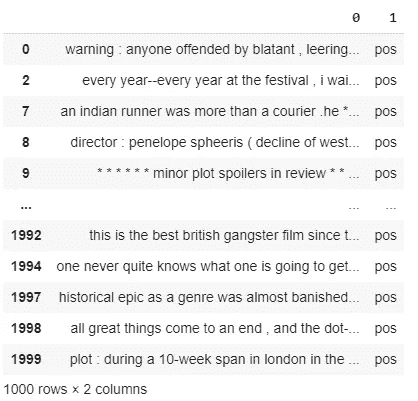 0 1
0 warning : anyone offended by blatant , leering... pos
2 every year--every year at the festival , i wai... pos
7 an indian runner was more than a courier .he *... pos
8 director : penelope spheeris ( decline of west... pos
9 * * * * * * minor plot spoilers in review * * ... pos
... ... ...
1992 this is the best british gangster film since t... pos
1994 one never quite knows what one is going to get... pos
1997 historical epic as a genre was almost banished... pos
1998 all great things come to an end , and the dot-... pos
1999 plot : during a 10-week span in london in the ... pos
1000 rows × 2 columns